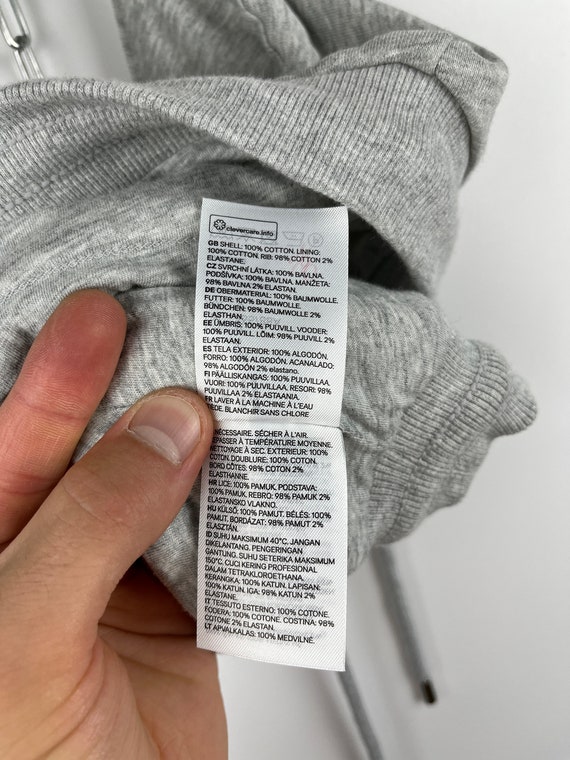 clevercare.info
GB SHELL: 100% COTTON. LINING:
100% COTTON. RIB: 98% COTTON 2%
ELASTANE.
CZ SVRCHNÍ LÁTKA: 100% BAVLNA.
PODŠÍVKA: 100% BAVLNA. MANŽETA:
98% BAVLNA 2% ELASTAN.
DE OBERMATERIAL: 100% BAUMWOLLE.
FUTTER: 100% BAUMWOLLE.
BÜNDCHEN: 98% BAUMWOLLE 2%
ELASTHAN.
EE ÜMBRIS: 100% PUUVILL. VOODER:
100% PUUVILL. LÕIM: 98% PUUVILL 2%
ELASTAAN.
ES TELA EXTERIOR: 100% ALGODÓN.
FORRO: 100% ALGODÓN. ACANALADO:
98% ALGODÓN 2% elastano.
FI PÄÄLLISKANGAS: 100% PUUVILLAA.
VUORI: 100% PUUVILLAA. RESORI: 98%
PUUVILLAA 2% ELASTAANIA.
FR LAVER À LA MACHINE À L'EAU
BLANCHIR SANS CHLORE
NÉCESSAIRE. SÉCHER À L'AIR.
REPASSER À TEMPÉRATURE MOYENNE.
NETTOYAGE À SEC. EXTERIEUR: 100%
COTON. DOUBLURE: 100% COTON.
BORD CÔTES: 98% COTON 2%
ELASTHANNE.
HR LICE: 100% PAMUK. PODSTAVA:
100% PAMUK. REBRO: 98% PAMUK 2%
ELASTANSKO VLAKNO.
HU KÜLSŐ: 100% PAMUT. BÉLÉS: 100%
PAMUT. BORDÁZAT: 98% PAMUT 2%
ELASTÁN.
ID SUHU MAKSIMUM 40°C. JANGAN
DIKELANTANG. PENGERINGAN
GANTUNG. SUHU SETERIKA MAKSIMUM
150°C. CUCI KERING PROFESIONAL
DALAM TETRAKLOROETHANA.
KERANGKA: 100% KATUN. LAPISAN:
100% KATUN. IGA: 98% KATUN 2%
ELASTANE.
IT TESSUTO ESTERNO: 100% COTONE.
FODERA: 100% COTONE. COSTINA: 98%
COTONE 2% ELASTAN.
LT APVALKALAS: 100% MEDVILNĖ.